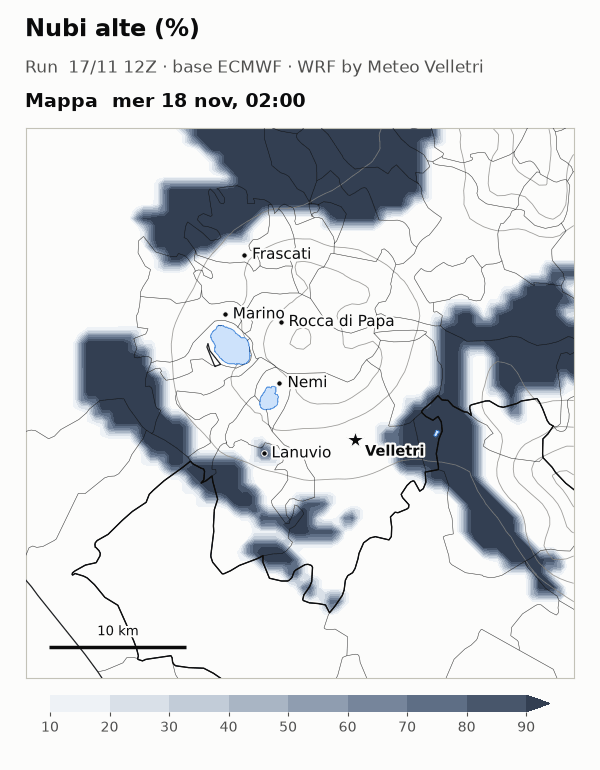 Nubi alte (%)
Run  17/11 12Z · base ECMWF · WRF by Meteo Velletri
Mappa  mer 18 nov, 02:00
Frascati
Marino
Rocca di Papa
Nemi
Velletri
Lanuvio
10 km
10 20 30 40 50 60 70 80 90